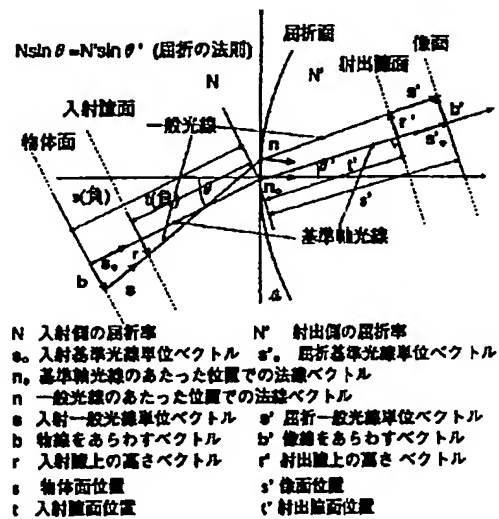 Nsinθ=N'sinθ' (屈折の法則)
屈折面
像面
N
N'
射出瞳面
入射瞳面
一般光線
物体面
s'
b'
r'
s'。
n
s(負)
t(負)
θ
θ'
t'
n。
s'
基準軸光線
s。
r
b
s
N 入射側の屈折率
N' 射出側の屈折率
s。 入射基準光線単位ベクトル
s'。 屈折基準光線単位ベクトル
n。 基準軸光線のあたった位置での法線ベクトル
n 一般光線のあたった位置での法線ベクトル
s 入射一般光線単位ベクトル
s' 屈折一般光線単位ベクトル
b 物線をあらわすベクトル
b' 像線をあらわすベクトル
r 入射瞳上の高さベクトル
r' 射出瞳上の高さ ベクトル
s 物体面位置
s' 像面位置
t 入射瞳面位置
t' 射出瞳面位置